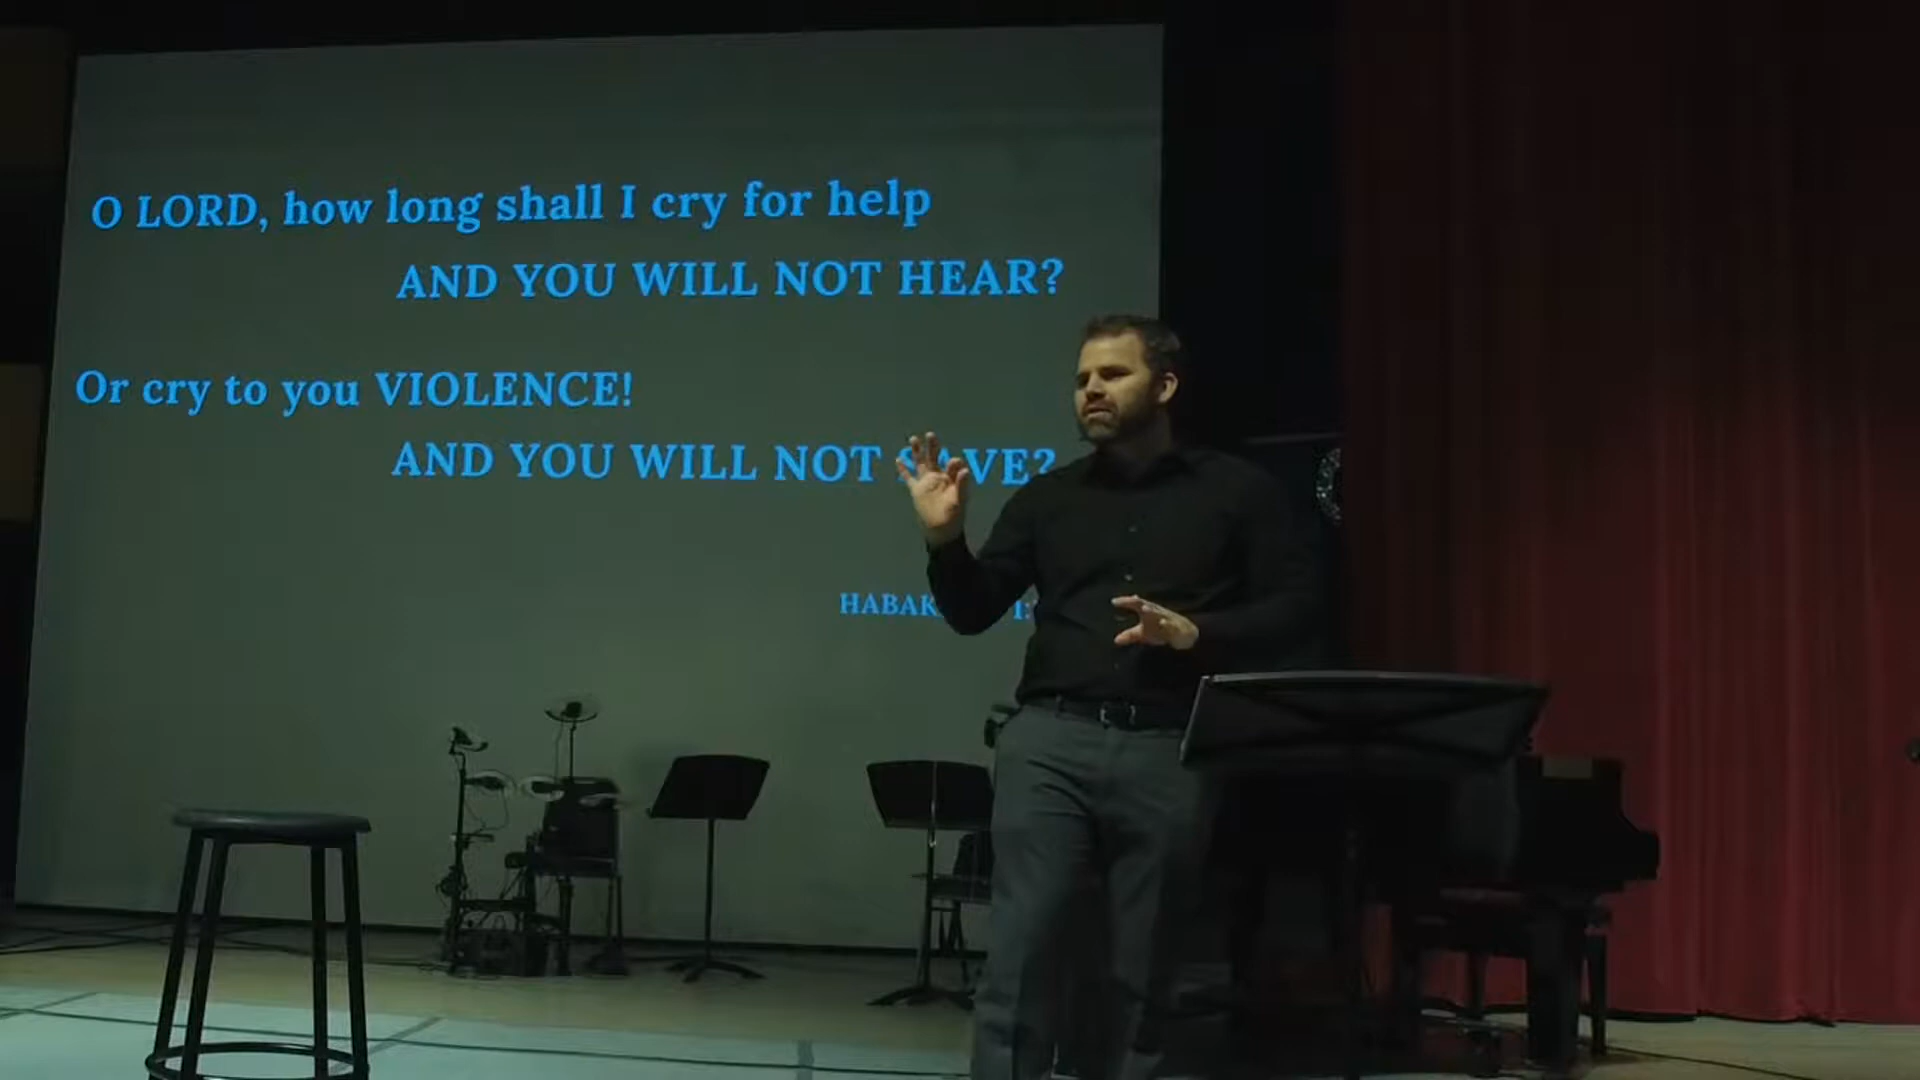 O LORD, how long shall I cry for help
AND YOU WILL NOT HEAR?
Or cry to you VIOLENCE!
AND YOU WILL NOT SAVE?